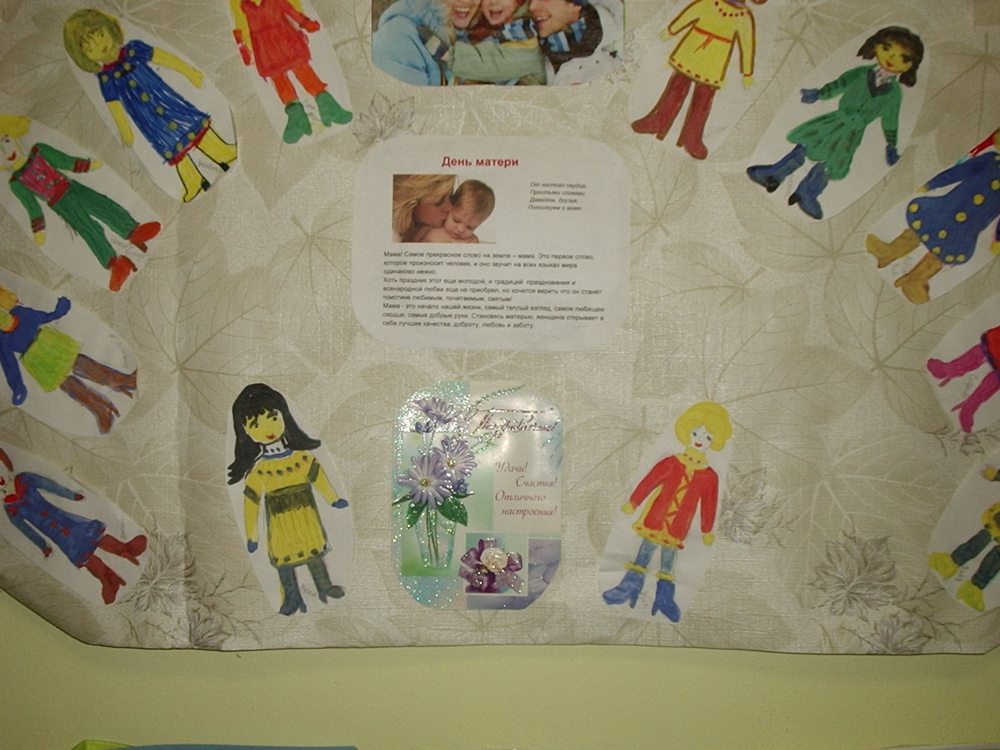 День матери
От чистого сердца,
Простыми словами
Давайте, друзья,
Потолкуем о маме.
Мама! Самое прекрасное слово на земле – мама. Это первое слово,
которое произносит человек, и оно звучит на всех языках мира
одинаково нежно.
Хоть праздник этот еще молодой, и традиций празднования и
всенародной любви еще не приобрел, но хочется верить что он станет
поистине любимым, почитаемым, святым!
Мама - это начало нашей жизни, самый теплый взгляд, самое любящее
сердце, самые добрые руки. Становясь матерью, женщина открывает в
себе лучшие качества: доброту, любовь и заботу.
Поздравляем!
Удачи!
Счастья!
Отличного
настроения!